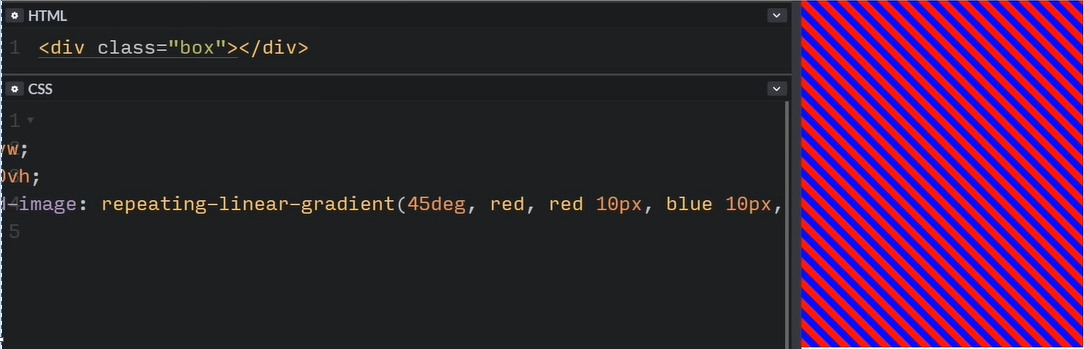 HTML
1 <div class="box"></div>
CSS
1
vw;
0vh;
d-image: repeating-linear-gradient(45deg, red, red 10px, blue 10px,
5